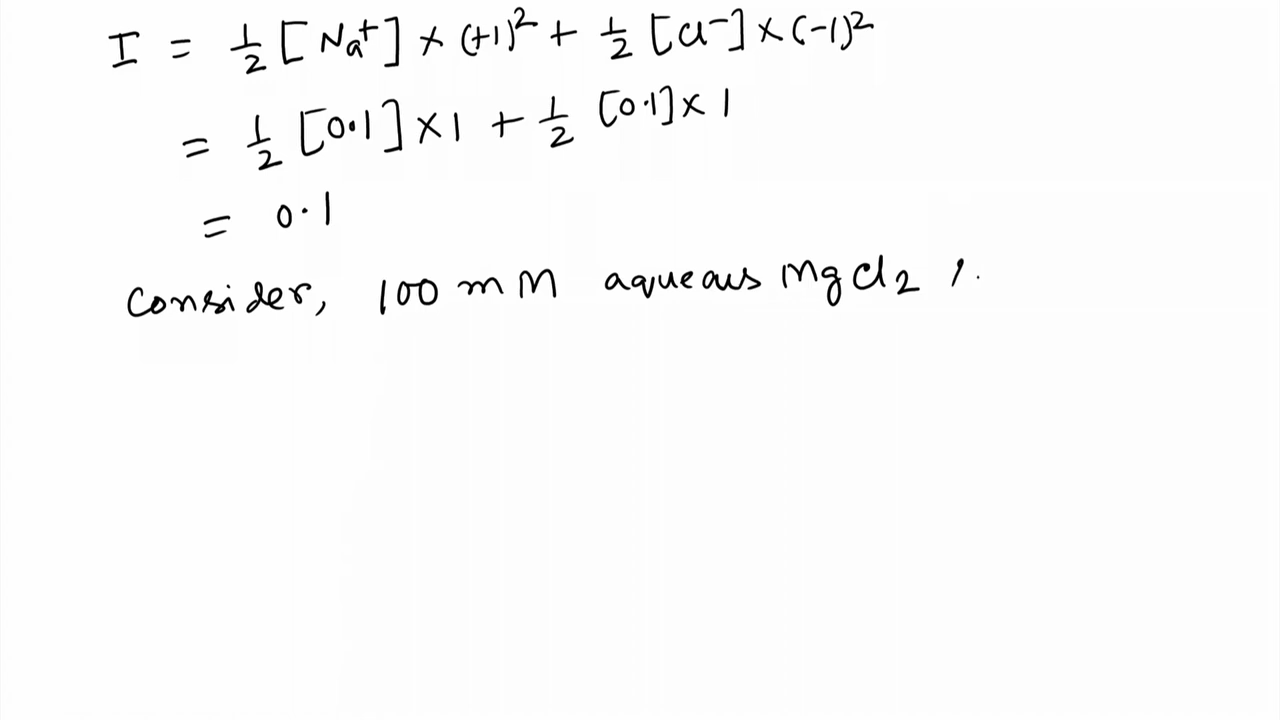 I = 1/2 [Na+] × (+1)² + 1/2 [Cl-] × (-1)²
= 1/2 [0.1] × 1 + 1/2 [0.1] × 1
= 0.1
Consider, 100 mM aqueous MgCl2